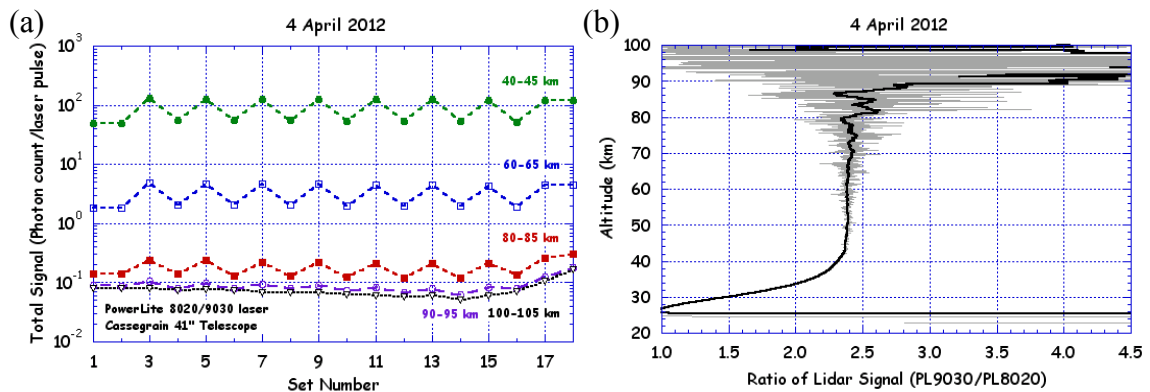 (a)
4 April 2012
Total Signal (Photon count/laser pulse)
10³
10²
10¹
10⁰
10⁻¹
10⁻²
40-45 km
60-65 km
80-85 km
90-95 km
100-105 km
PowerLite 8020/9030 laser
Cassegrain 41" Telescope
1 3 5 7 9 11 13 15 17
Set Number
(b)
4 April 2012
Altitude (km)
100
90
80
70
60
50
40
30
20
1.0 1.5 2.0 2.5 3.0 3.5 4.0 4.5
Ratio of Lidar Signal (PL9030/PL8020)